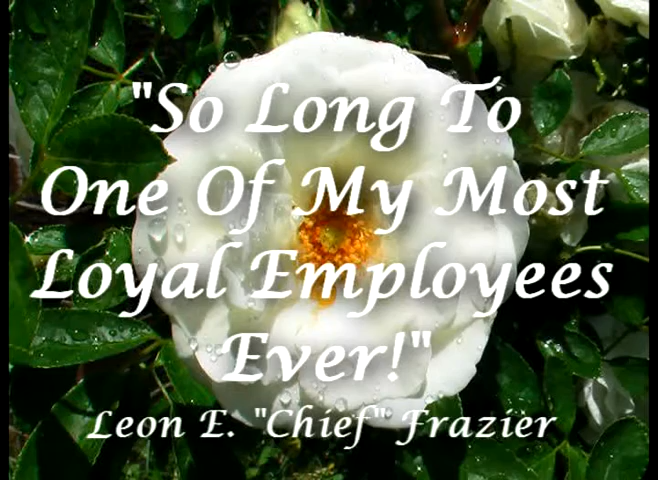 "So Long To
One Of My Most
Loyal Employees
Ever!"
Leon E. "Chief" Frazier